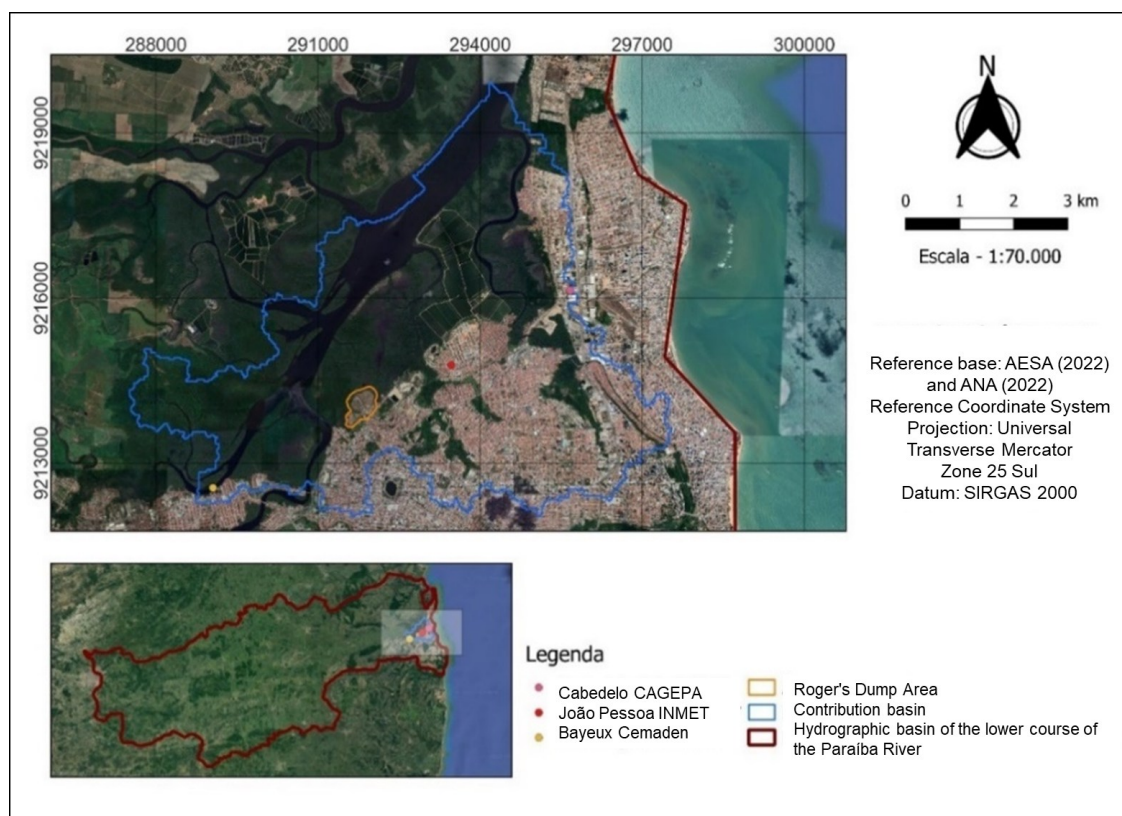 288000 291000 294000 297000 300000
9219000
9216000
9213000
N
0 1 2 3 km
Escala - 1:70.000
Reference base: AESA (2022)
and ANA (2022)
Reference Coordinate System
Projection: Universal
Transverse Mercator
Zone 25 Sul
Datum: SIRGAS 2000
Legenda
Cabedelo CAGEPA
João Pessoa INMET
Bayeux Cemaden
Roger's Dump Area
Contribution basin
Hydrographic basin of the lower course of
the Paraíba River